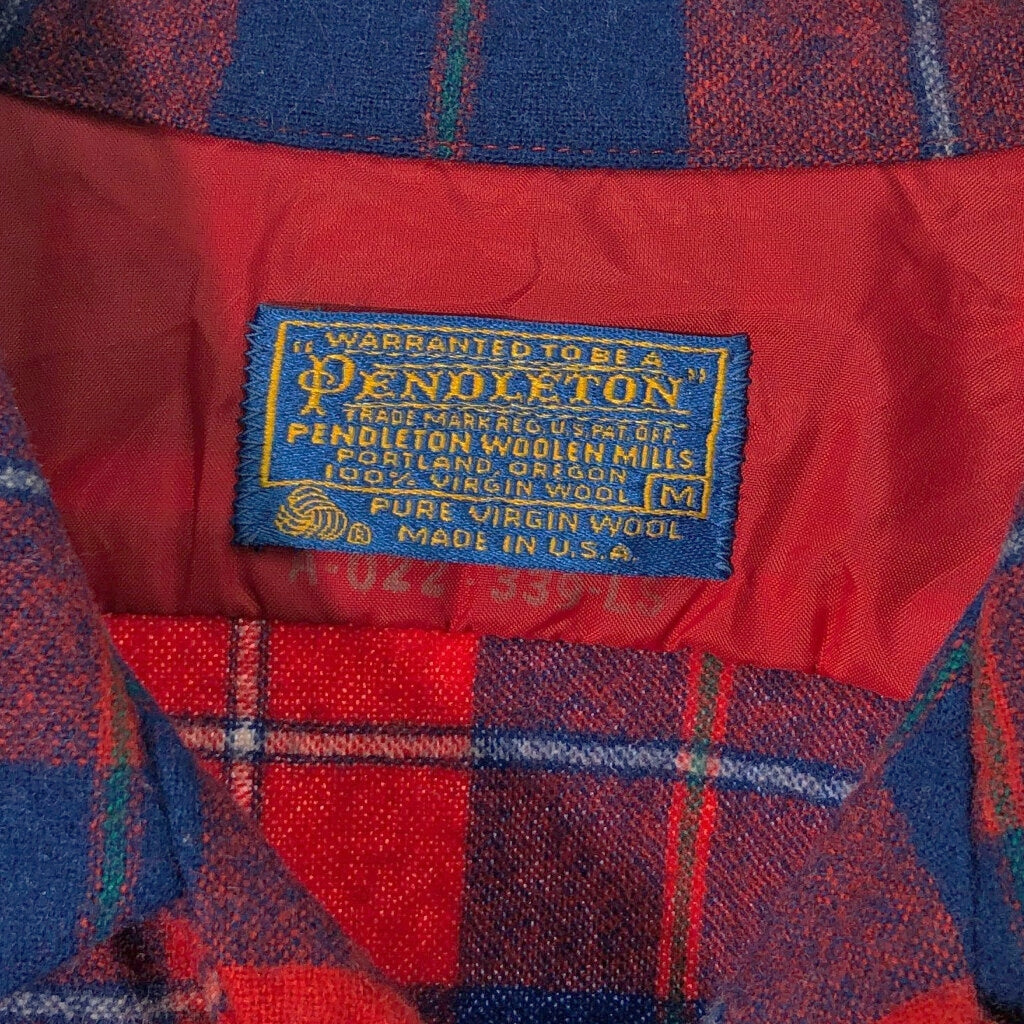 WARRANTED TO BE A
"PENDLETON"
TRADE MARK REG. U.S. PAT. OFF.
PENDLETON WOOLEN MILLS
PORTLAND, OREGON
100% VIRGIN WOOL M
PURE VIRGIN WOOL
® MADE IN U.S.A.